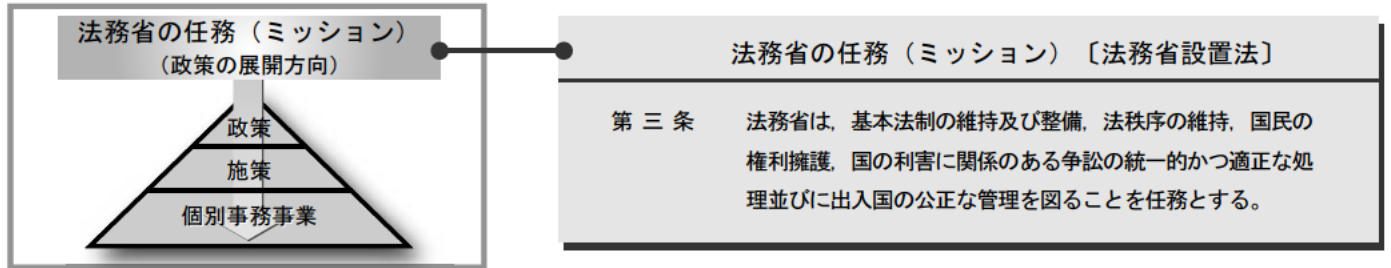 法務省の任務（ミッション）
（政策の展開方向）
政策
施策
個別事務事業
法務省の任務（ミッション）〔法務省設置法〕
第三条　法務省は，基本法制の維持及び整備，法秩序の維持，国民の
権利擁護，国の利害に関係のある争訟の統一的かつ適正な処
理並びに出入国の公正な管理を図ることを任務とする。